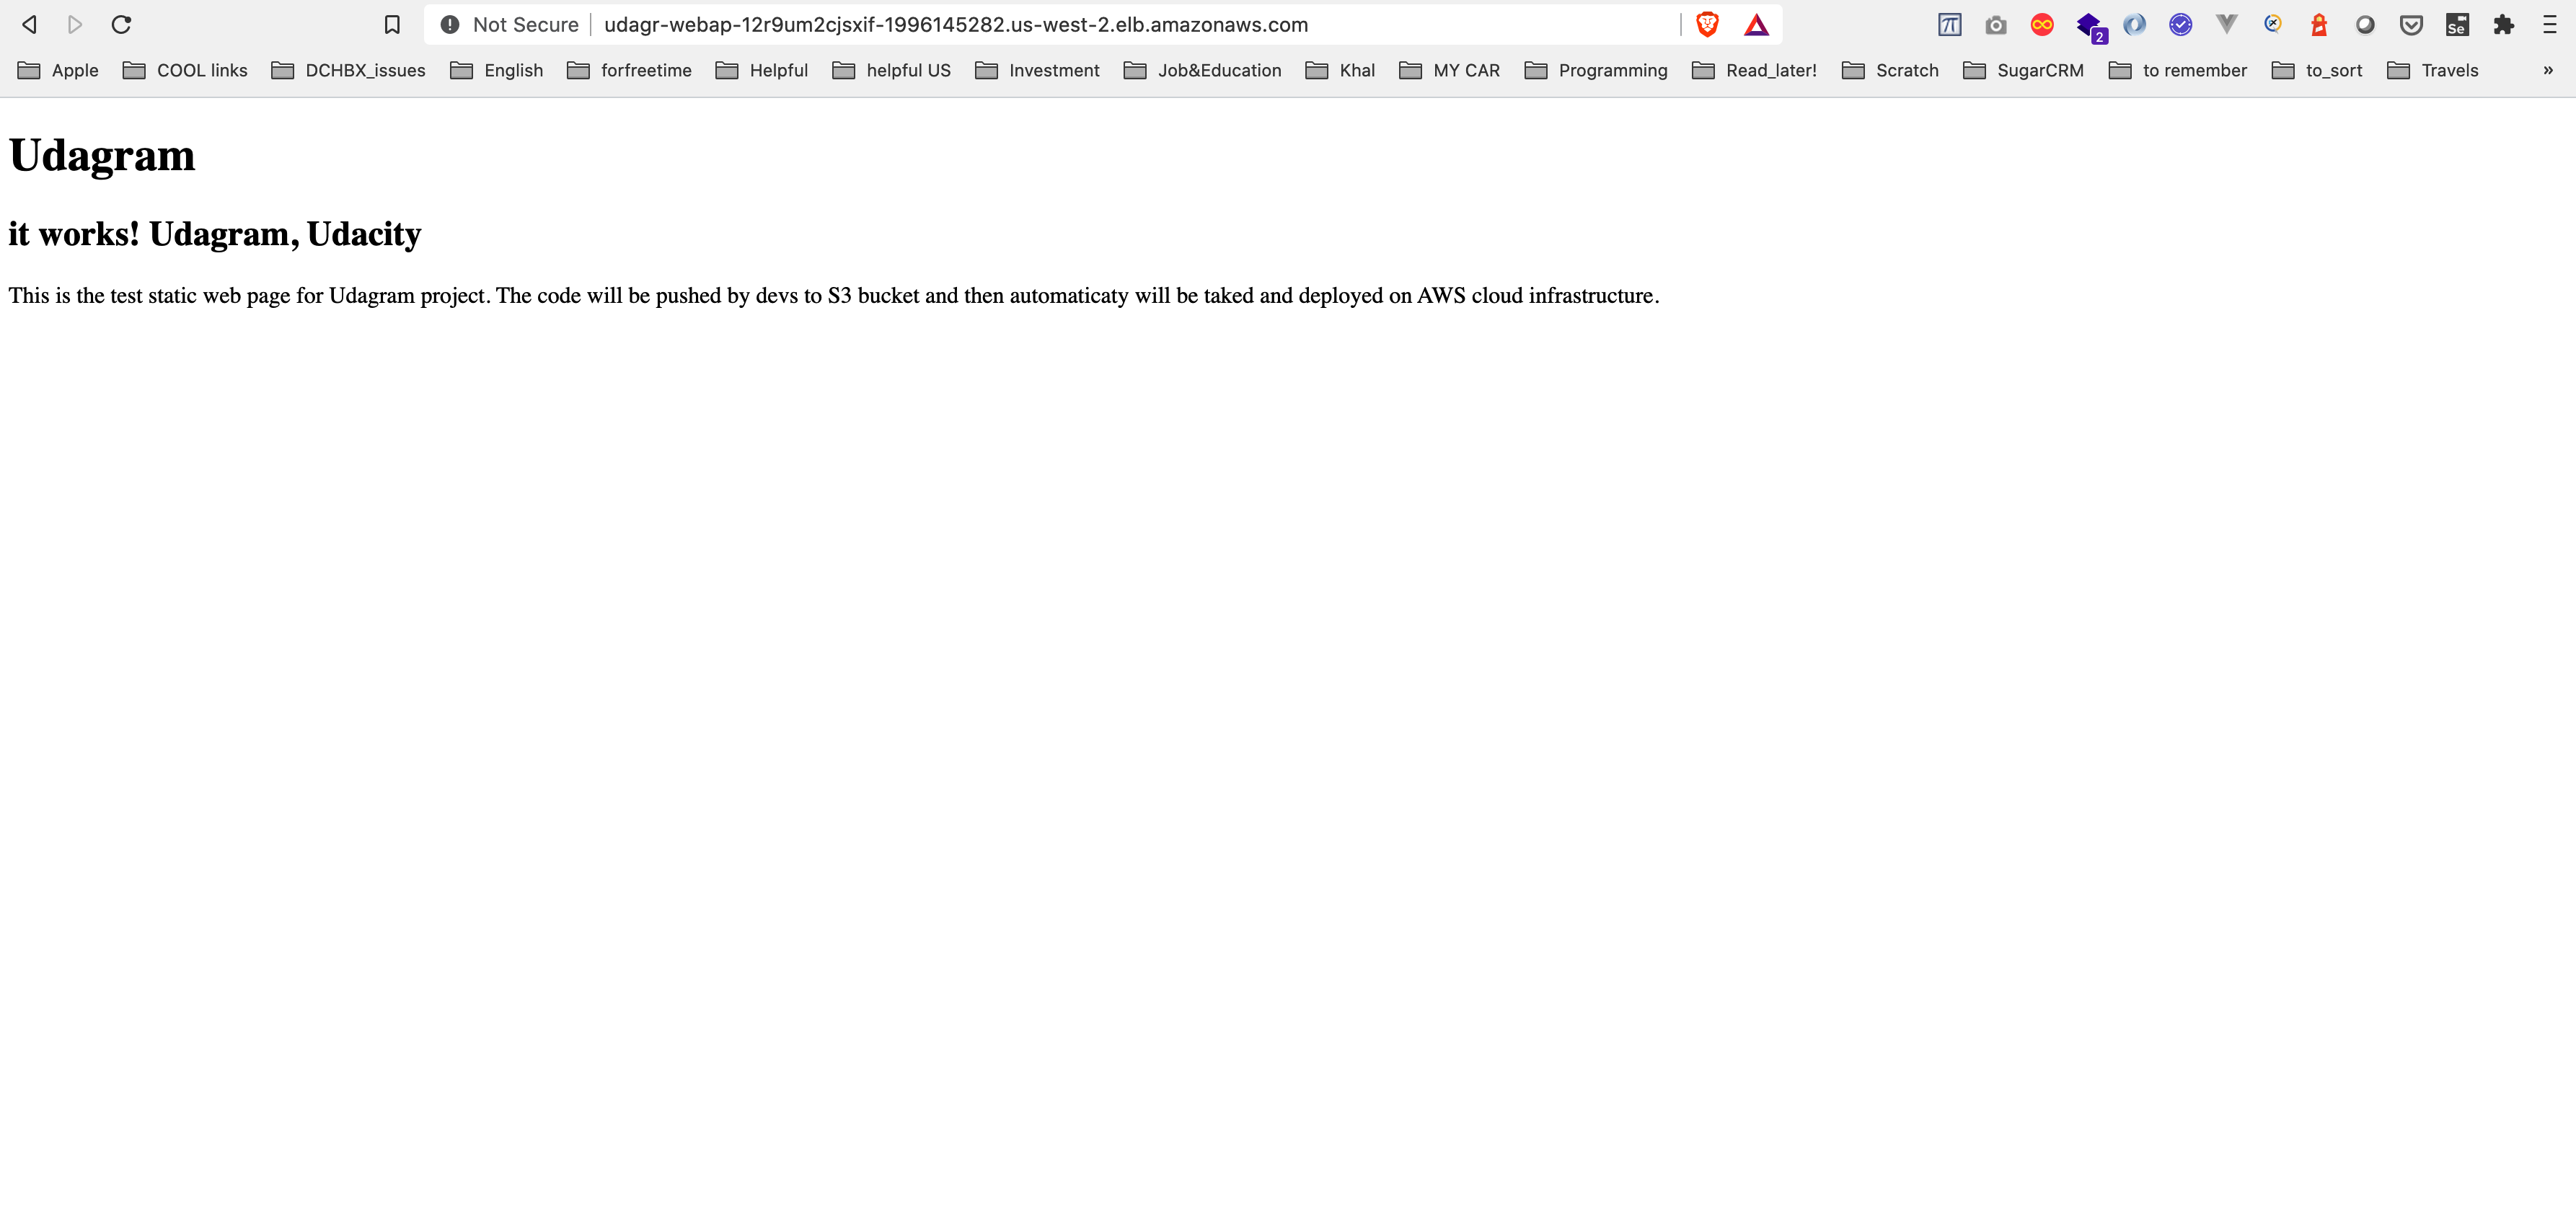 Not Secure udagr-webap-12r9um2cjsxif-1996145282.us-west-2.elb.amazonaws.com 2 Se
Apple COOL links DCHBX_issues English forfreetime Helpful helpful US Investment Job&Education Khal MY CAR Programming Read_later! Scratch SugarCRM to remember to_sort Travels »
Udagram
it works! Udagram, Udacity
This is the test static web page for Udagram project. The code will be pushed by devs to S3 bucket and then automaticaty will be taked and deployed on AWS cloud infrastructure.